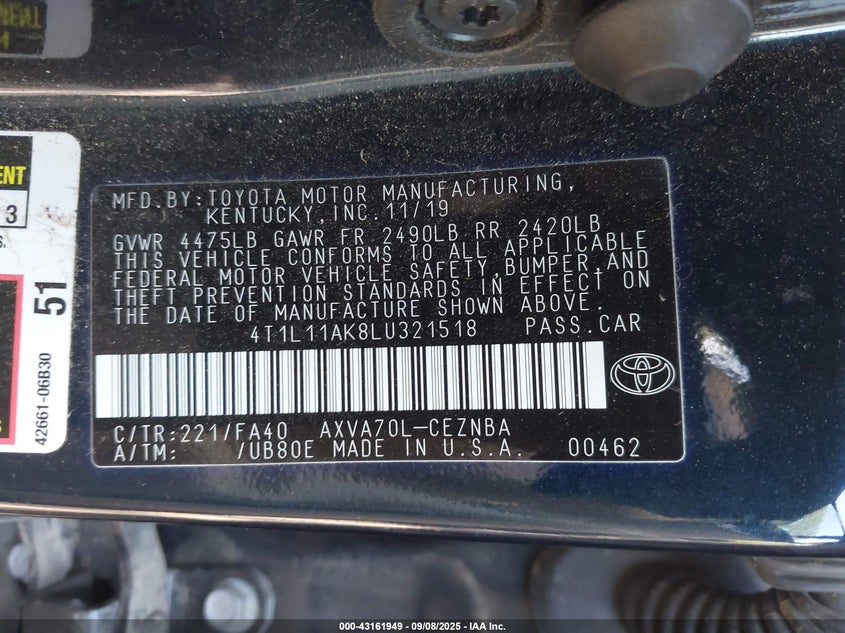 ENT
3
S.
51
42661-06B30
MFD.BY:TOYOTA MOTOR MANUFACTURING,
KENTUCKY,INC.11/19
GVWR 4475LB GAWR FR 2490LB RR 2420LB
THIS VEHICLE CONFORMS TO ALL APPLICABLE
FEDERAL MOTOR VEHICLE SAFETY,BUMPER,AND
THEFT PREVENTION STANDARDS IN EFFECT ON
THE DATE OF MANUFACTURE SHOWN ABOVE.
4T1L11AK8LU321518 PASS.CAR
C/TR:221/FA40 AXVA70L-CEZNBA
A/TM: /UB80E MADE IN U.S.A. 00462
000-43161949 - 09/08/2025 - IAA Inc.